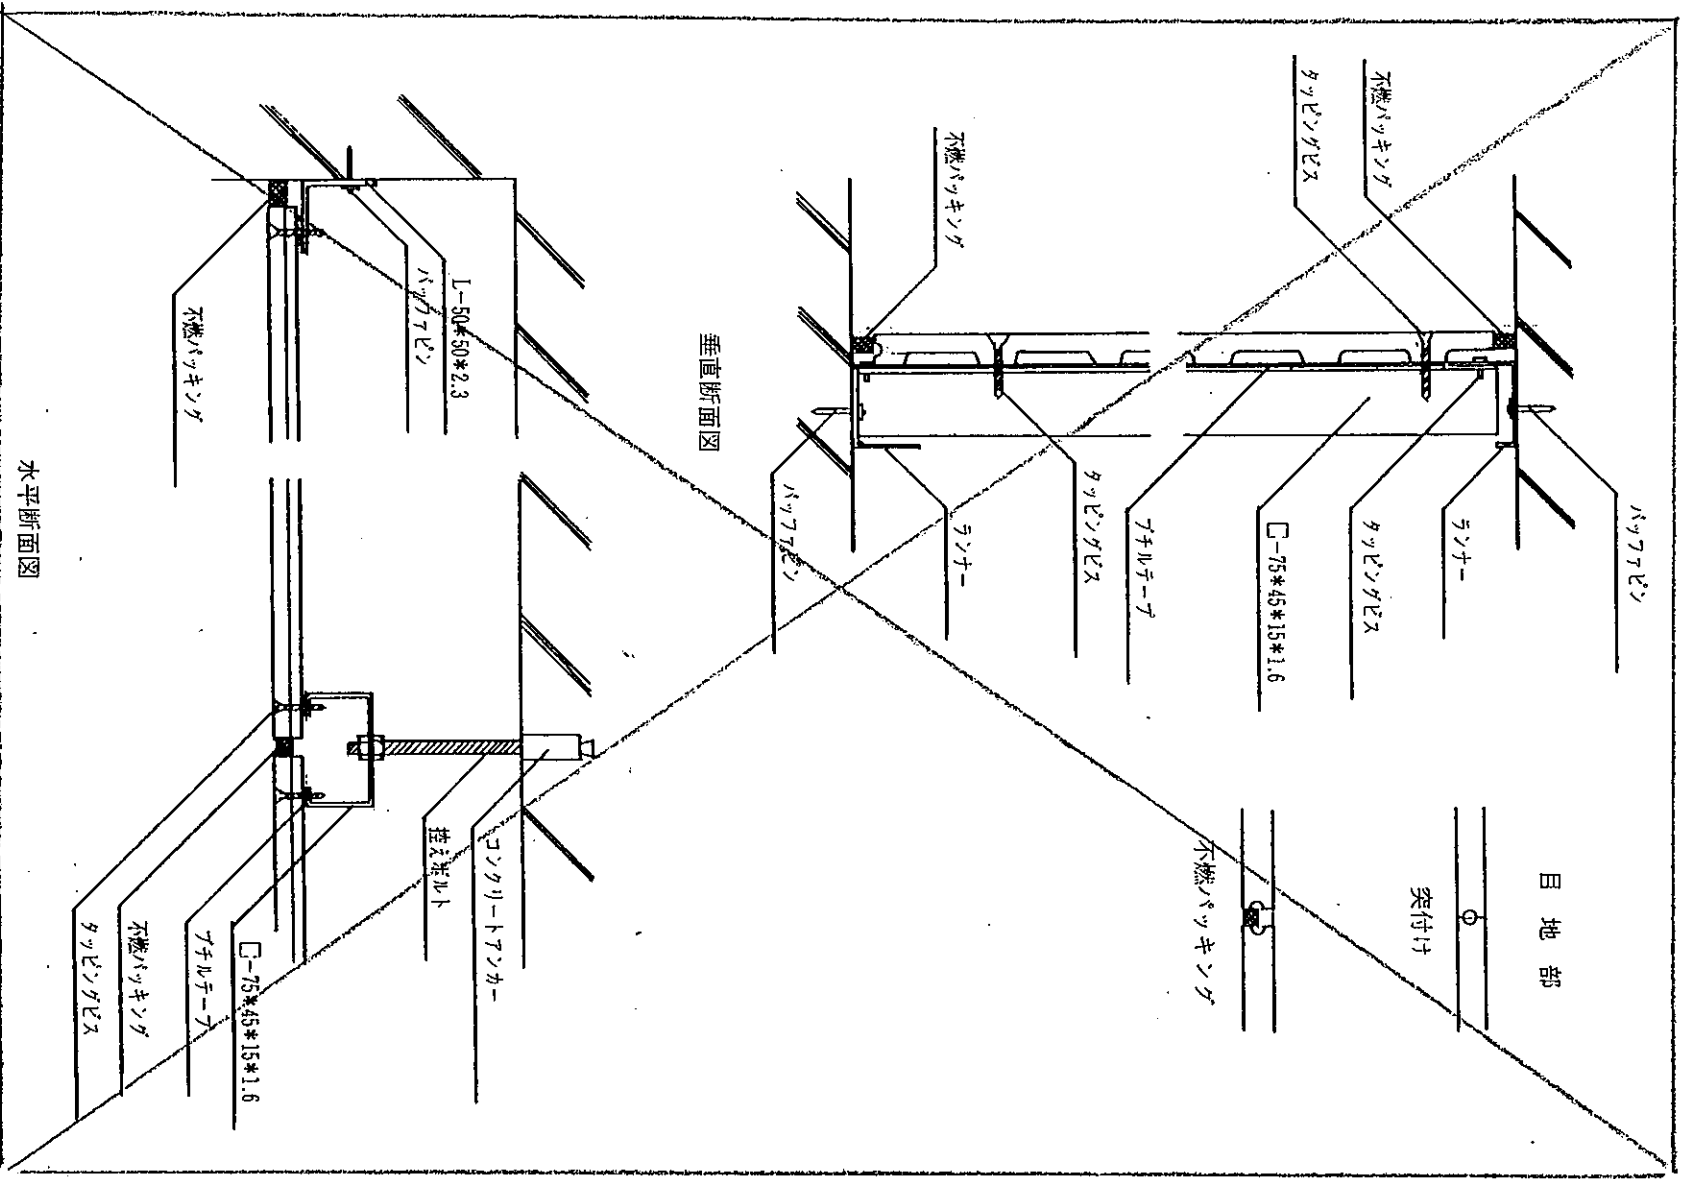 不燃パッキング
タッピングビス
不燃パッキング
バッファピン
ランナー
タッピングビス
[-75*45*15*1.6
ブチルテープ
タッピングビス
ランナー
バッファピン
垂直断面図
目地部
突付け
不燃パッキング
L-50*50*2.3
バッファピン
不燃パッキング
コンクリートアンカー
控えボルト
[-75*45*15*1.6
ブチルテープ
不燃パッキング
タッピングビス
水平断面図